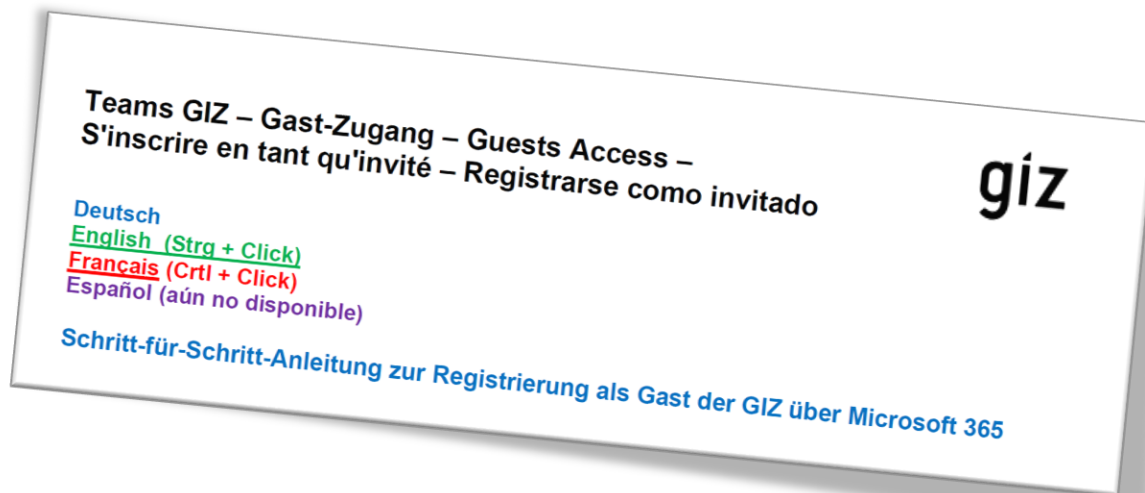 Teams GIZ – Gast-Zugang – Guests Access –
S'inscrire en tant qu'invité – Registrarse como invitado
giz
Deutsch
English (Strg + Click)
Français (Crtl + Click)
Español (aún no disponible)
Schritt-für-Schritt-Anleitung zur Registrierung als Gast der GIZ über Microsoft 365